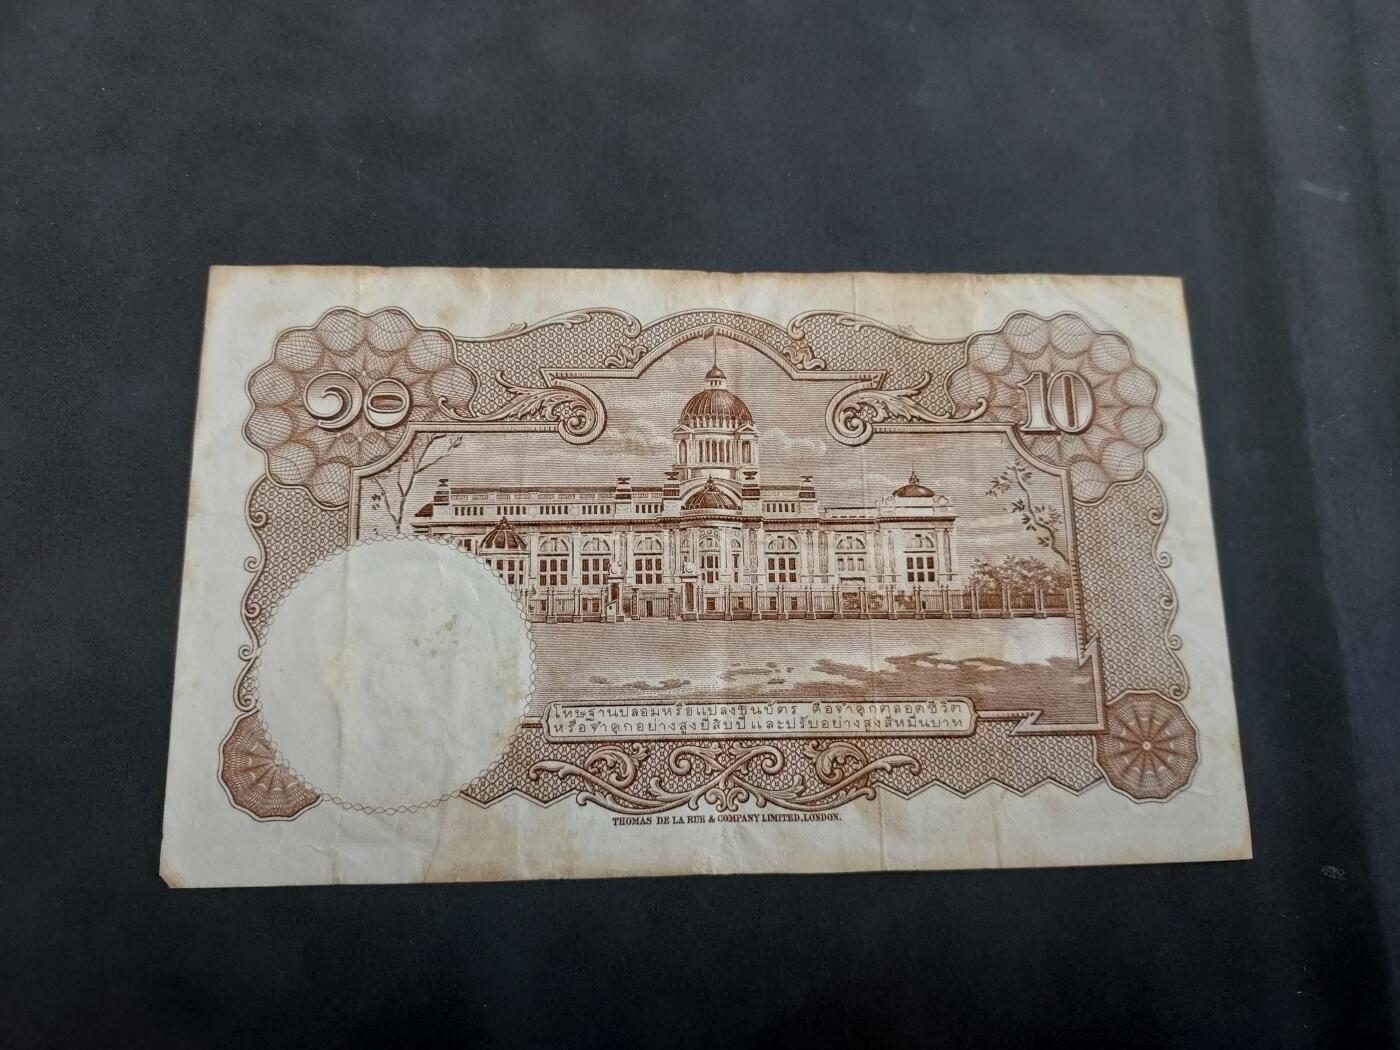 ๑๐
10
โทษฐานปลอมหรือแปลงธนบัตร คือจำคุกตลอดชีวิต
หรือจำคุกอย่างสูงยี่สิบปี และปรับอย่างสูงสี่หมื่นบาท
THOMAS DE LA RUE & COMPANY LIMITED, LONDON.